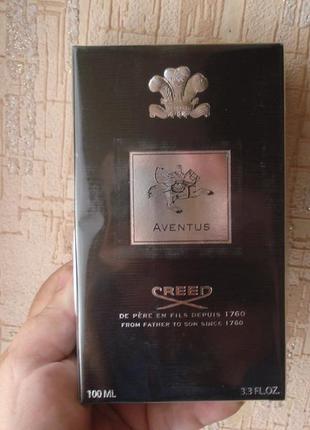 AVENTUS
CREED
DE PÈRE EN FILS DEPUIS 1760
FROM FATHER TO SON SINCE 1760
100 ML 3.3 FL.OZ.